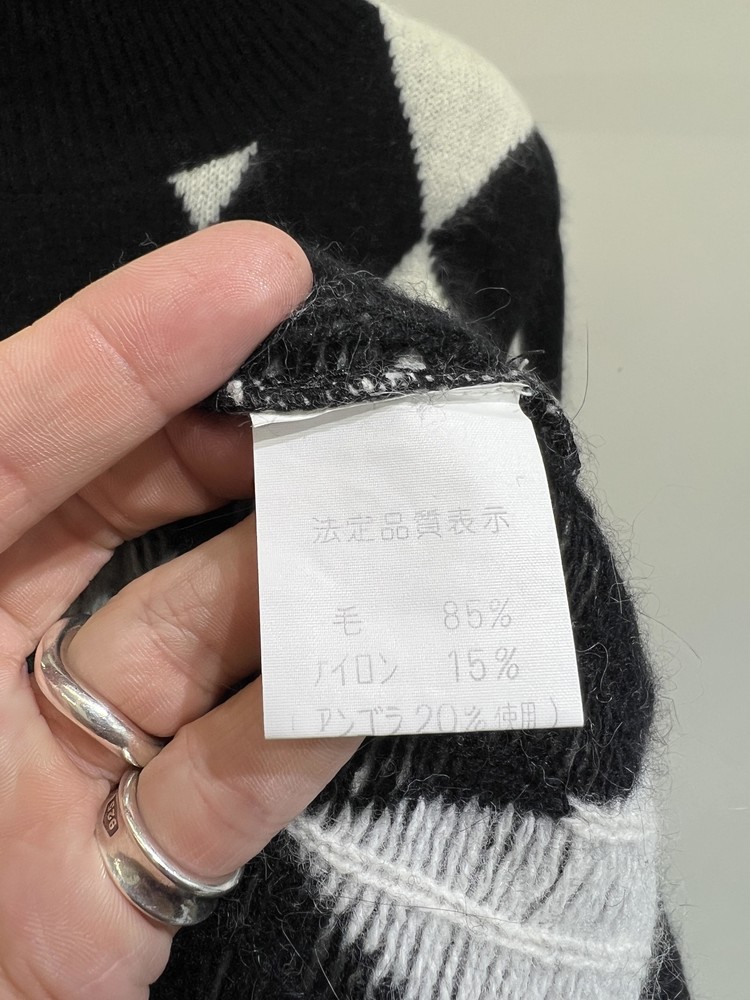 法定品質表示
毛 85%
ナイロン 15%
(アンゴラ20%使用)